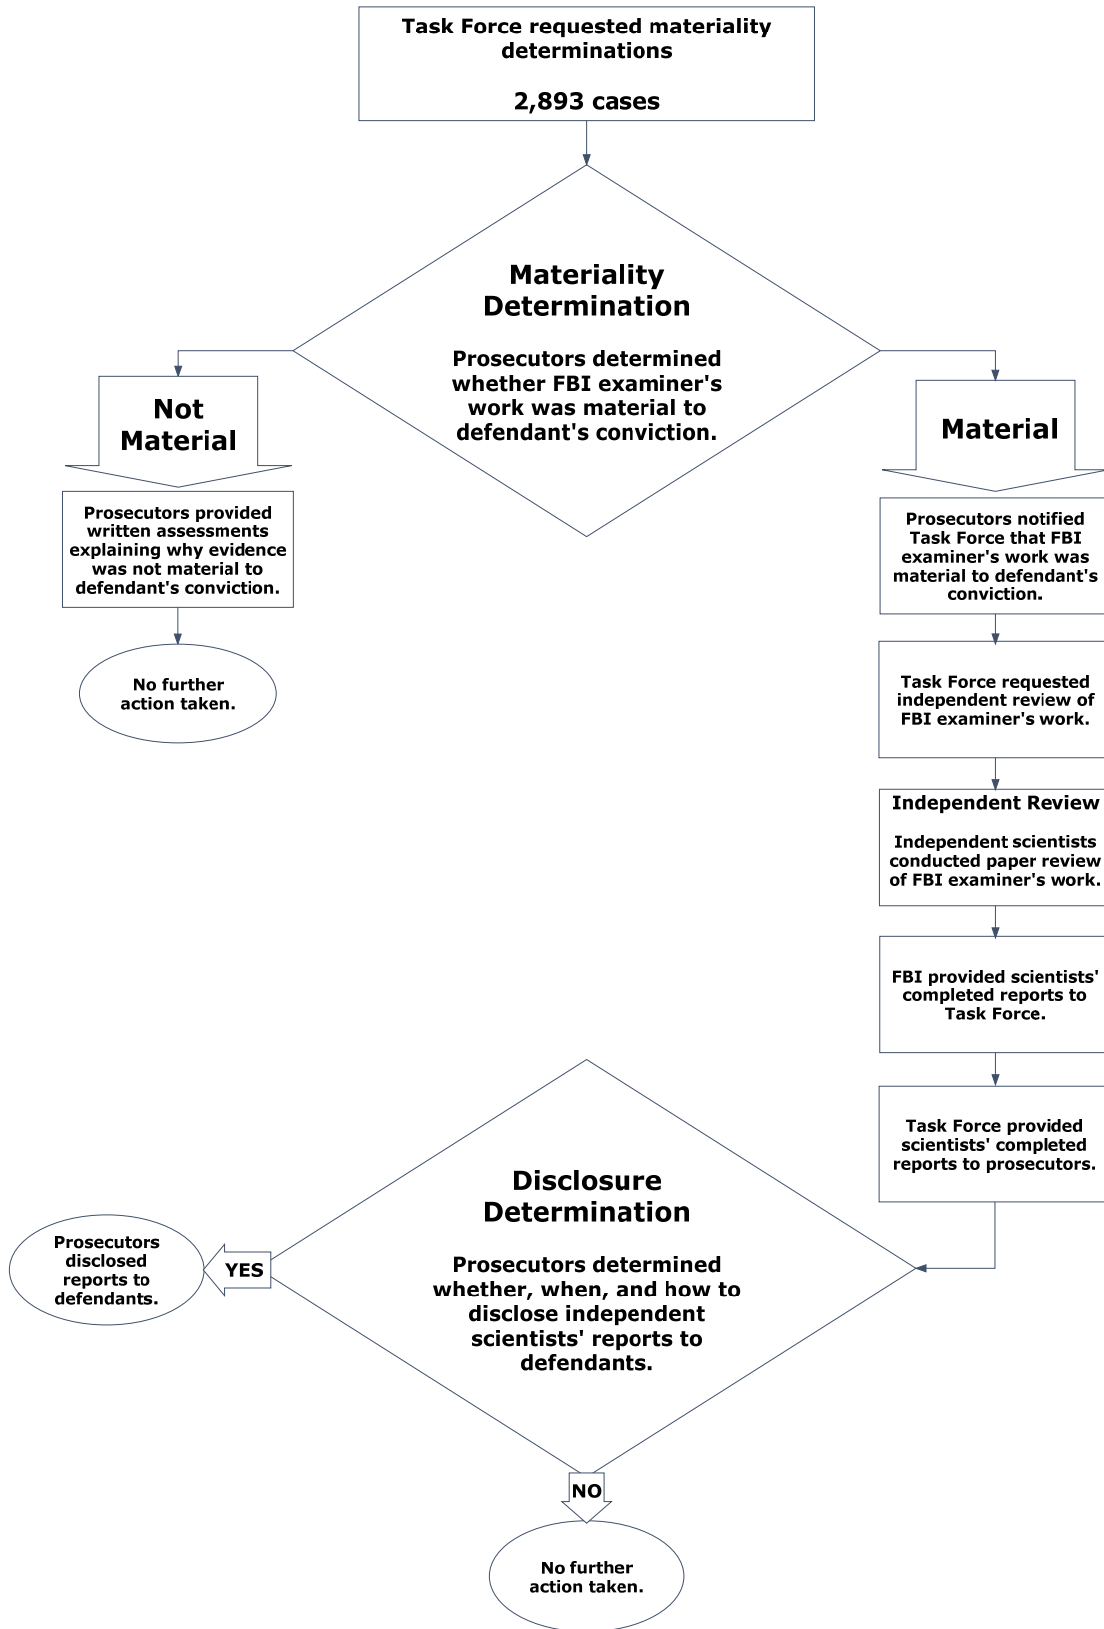 Task Force requested materiality
determinations
2,893 cases
Materiality
Determination
Prosecutors determined
whether FBI examiner's
work was material to
defendant's conviction.
Not
Material
Prosecutors provided
written assessments
explaining why evidence
was not material to
defendant's conviction.
No further
action taken.
Material
Prosecutors notified
Task Force that FBI
examiner's work was
material to defendant's
conviction.
Task Force requested
independent review of
FBI examiner's work.
Independent Review
Independent scientists
conducted paper review
of FBI examiner's work.
FBI provided scientists'
completed reports to
Task Force.
Task Force provided
scientists' completed
reports to prosecutors.
Disclosure
Determination
Prosecutors determined
whether, when, and how to
disclose independent
scientists' reports to
defendants.
YES
Prosecutors
disclosed
reports to
defendants.
NO
No further
action taken.